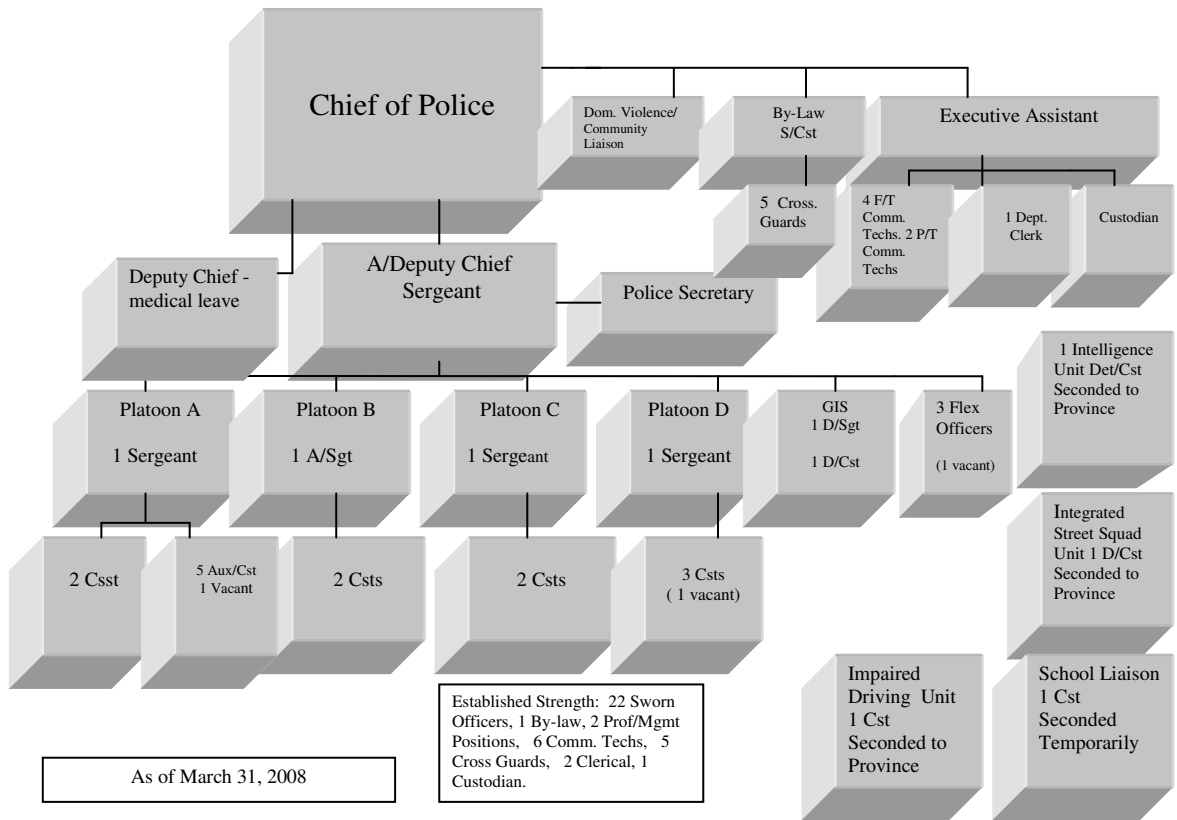 Chief of Police
Dom. Violence/
Community
Liaison
By-Law
S/Cst
Executive Assistant
5 Cross.
Guards
4 F/T
Comm.
Techs. 2 P/T
Comm.
Techs
1 Dept.
Clerk
Custodian
Deputy Chief -
medical leave
A/Deputy Chief
Sergeant
Police Secretary
Platoon A
1 Sergeant
Platoon B
1 A/Sgt
Platoon C
1 Sergeant
Platoon D
1 Sergeant
GIS
1 D/Sgt
1 D/Cst
3 Flex
Officers
(1 vacant)
1 Intelligence
Unit Det/Cst
Seconded to
Province
2 Csst
5 Aux/Cst
1 Vacant
2 Csts
2 Csts
3 Csts
( 1 vacant)
Integrated
Street Squad
Unit 1 D/Cst
Seconded to
Province
Impaired
Driving Unit
1 Cst
Seconded to
Province
School Liaison
1 Cst
Seconded
Temporarily
Established Strength: 22 Sworn
Officers, 1 By-law, 2 Prof/Mgmt
Positions, 6 Comm. Techs, 5
Cross Guards, 2 Clerical, 1
Custodian.
As of March 31, 2008